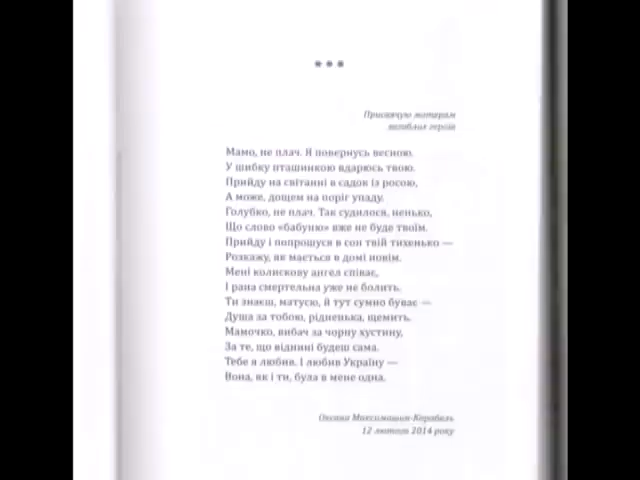 * * *
Присвячую матерям
загиблих героїв
Мамо, не плач. Я повернусь весною.
У шибку пташинкою вдарюсь твою.
Прийду на світанні в садок із росою,
А може, дощем на поріг упаду.
Голубко, не плач. Так судилося, ненько,
Що слово «бабуню» вже не буде твоїм.
Прийду і попрошуся в сон твій тихенько —
Розкажу, як мається в домі новім.
Мені колискову ангел співає,
І рана смертельна уже не болить.
Ти знаєш, матусю, й тут сумно буває —
Душа за тобою, рідненька, щемить.
Мамочко, вибач за чорну хустину,
За те, що віднині будеш сама.
Тебе я люблю. І люблю Україну —
Вона, як і ти, була в мене одна.
Оксана Максимишин-Корабель
12 лютого 2014 року